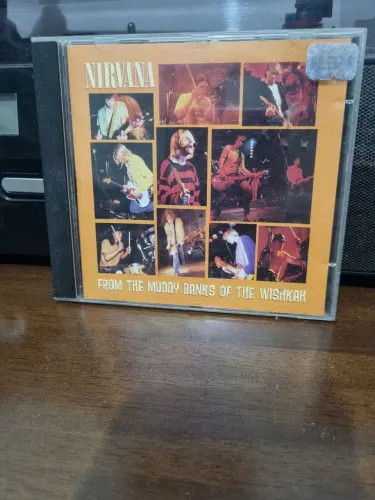 NIRVANA
FROM THE MUDDY BANKS OF THE WISHKAH